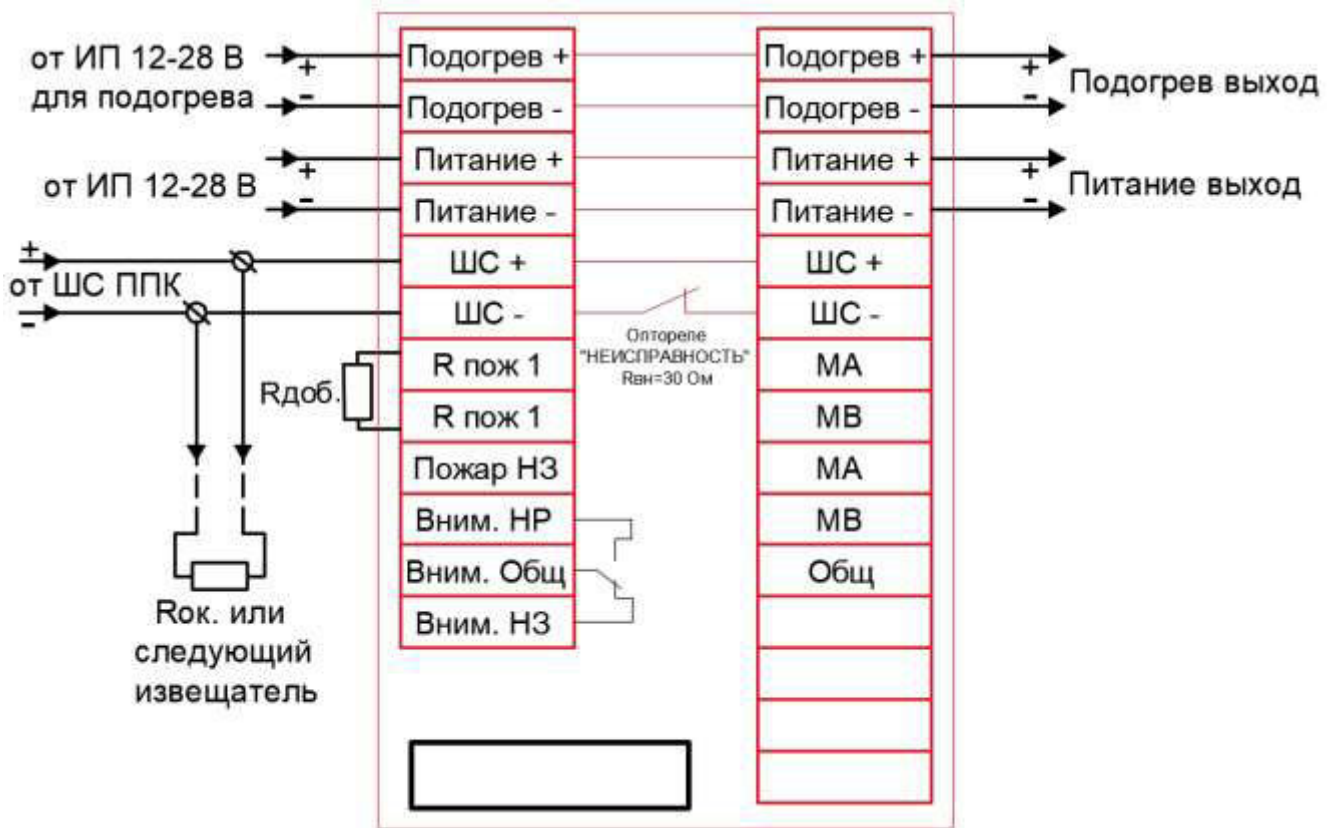 от ИП 12-28 В
для подогрева
+
-
от ИП 12-28 В
+
-
+
от ШС ППК
-
Rдоб.
Rок. или
следующий
извещатель
Подогрев +
Подогрев -
Питание +
Питание -
ШС +
ШС -
R пож 1
R пож 1
Пожар НЗ
Вним. НР
Вним. Общ
Вним. НЗ
Оптореле
"НЕИСПРАВНОСТЬ"
Rвн=30 Ом
Подогрев +
Подогрев -
Питание +
Питание -
ШС +
ШС -
МА
МВ
МА
МВ
Общ
+
-
Подогрев выход
+
-
Питание выход